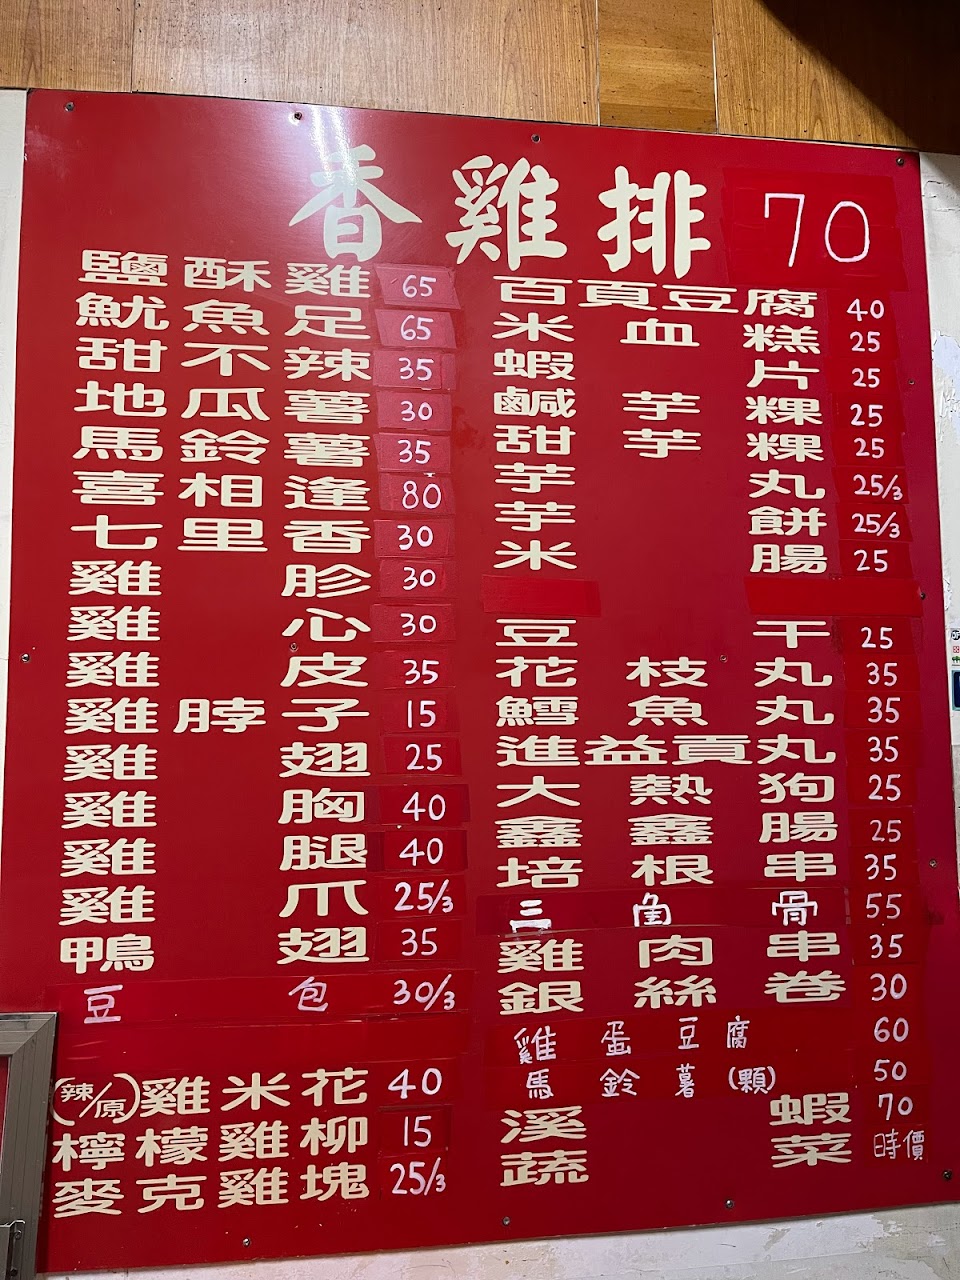 香雞排 70
鹽酥雞 65
魷魚足 65
甜不辣 35
地瓜薯 30
馬鈴薯 35
喜相逢 80
七里香 30
雞胗 30
雞心 30
雞皮 35
雞脖子 15
雞翅 25
雞胸 40
雞腿 40
雞爪 25/3
鴨翅 35
豆包 30/3
(辣/原)雞米花 40
檸檬雞柳 15
麥克雞塊 25/3
百頁豆腐 40
米血糕 25
蝦片 25
鹹芋粿 25
甜芋粿 25
芋丸 25/3
芋餅 25/3
米腸 25
豆干 25
花枝丸 35
鱈魚丸 35
進益貢丸 35
大熱狗 25
鑫鑫腸 25
培根串 35
三角骨 55
雞肉串 35
銀絲卷 30
雞蛋豆腐 60
馬鈴薯(顆) 50
溪蝦 70
蔬菜 時價